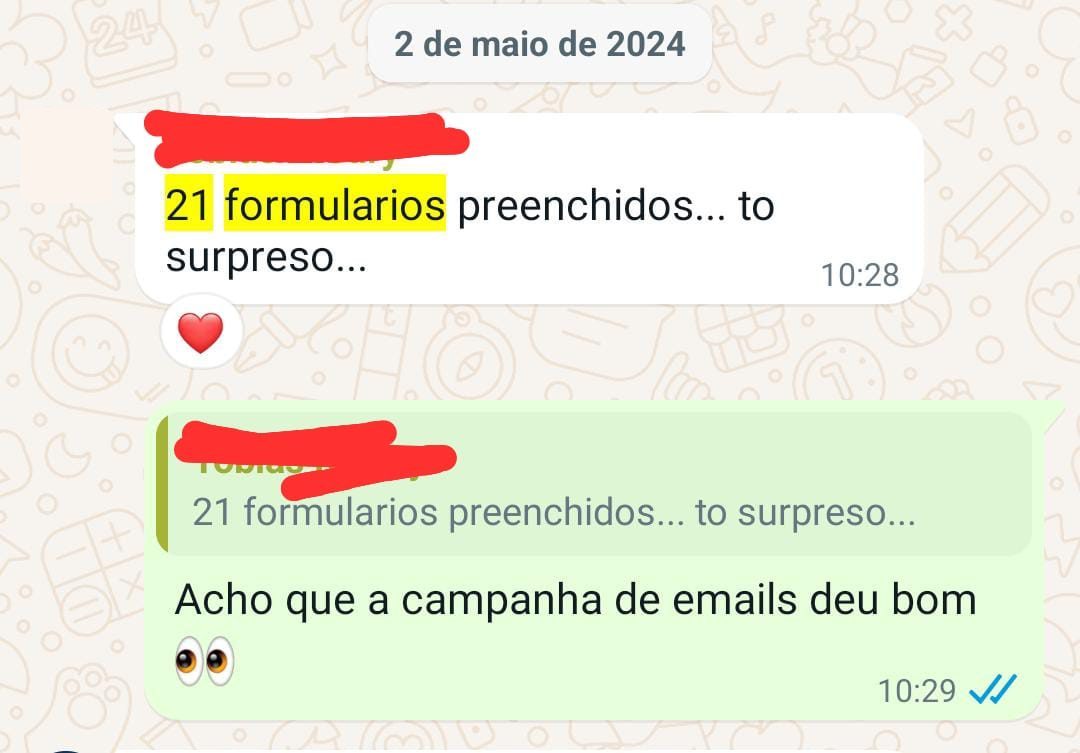 2 de maio de 2024
21 formularios preenchidos... to
surpreso...
10:28
21 formularios preenchidos... to surpreso...
Acho que a campanha de emails deu bom
👀
10:29